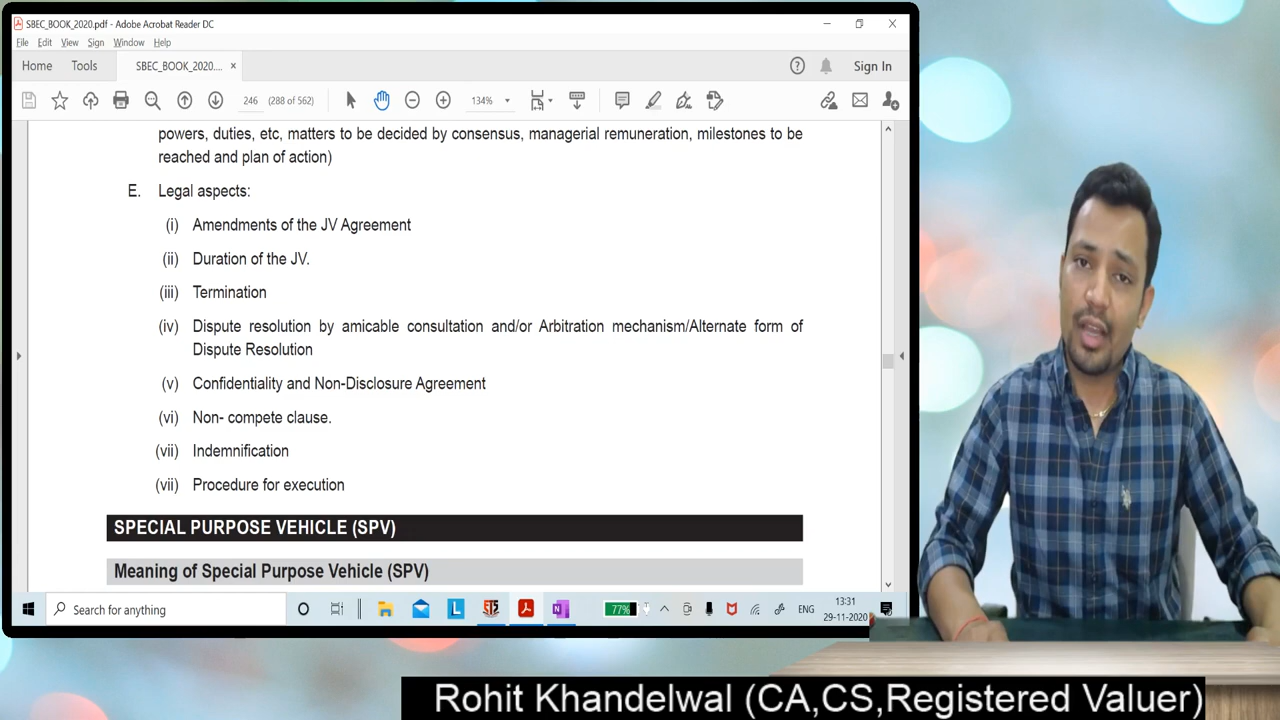 SBEC_BOOK_2020.pdf - Adobe Acrobat Reader DC
File Edit View Sign Window Help
Home Tools SBEC_BOOK_2020.... × Sign In
246 (288 of 562) 134%
powers, duties, etc, matters to be decided by consensus, managerial remuneration, milestones to be
reached and plan of action)
E. Legal aspects:
(i) Amendments of the JV Agreement
(ii) Duration of the JV.
(iii) Termination
(iv) Dispute resolution by amicable consultation and/or Arbitration mechanism/Alternate form of
Dispute Resolution
(v) Confidentiality and Non-Disclosure Agreement
(vi) Non- compete clause.
(vii) Indemnification
(vii) Procedure for execution
SPECIAL PURPOSE VEHICLE (SPV)
Meaning of Special Purpose Vehicle (SPV)
Search for anything
77%
ENG
13:31
29-11-2020
Rohit Khandelwal (CA,CS,Registered Valuer)